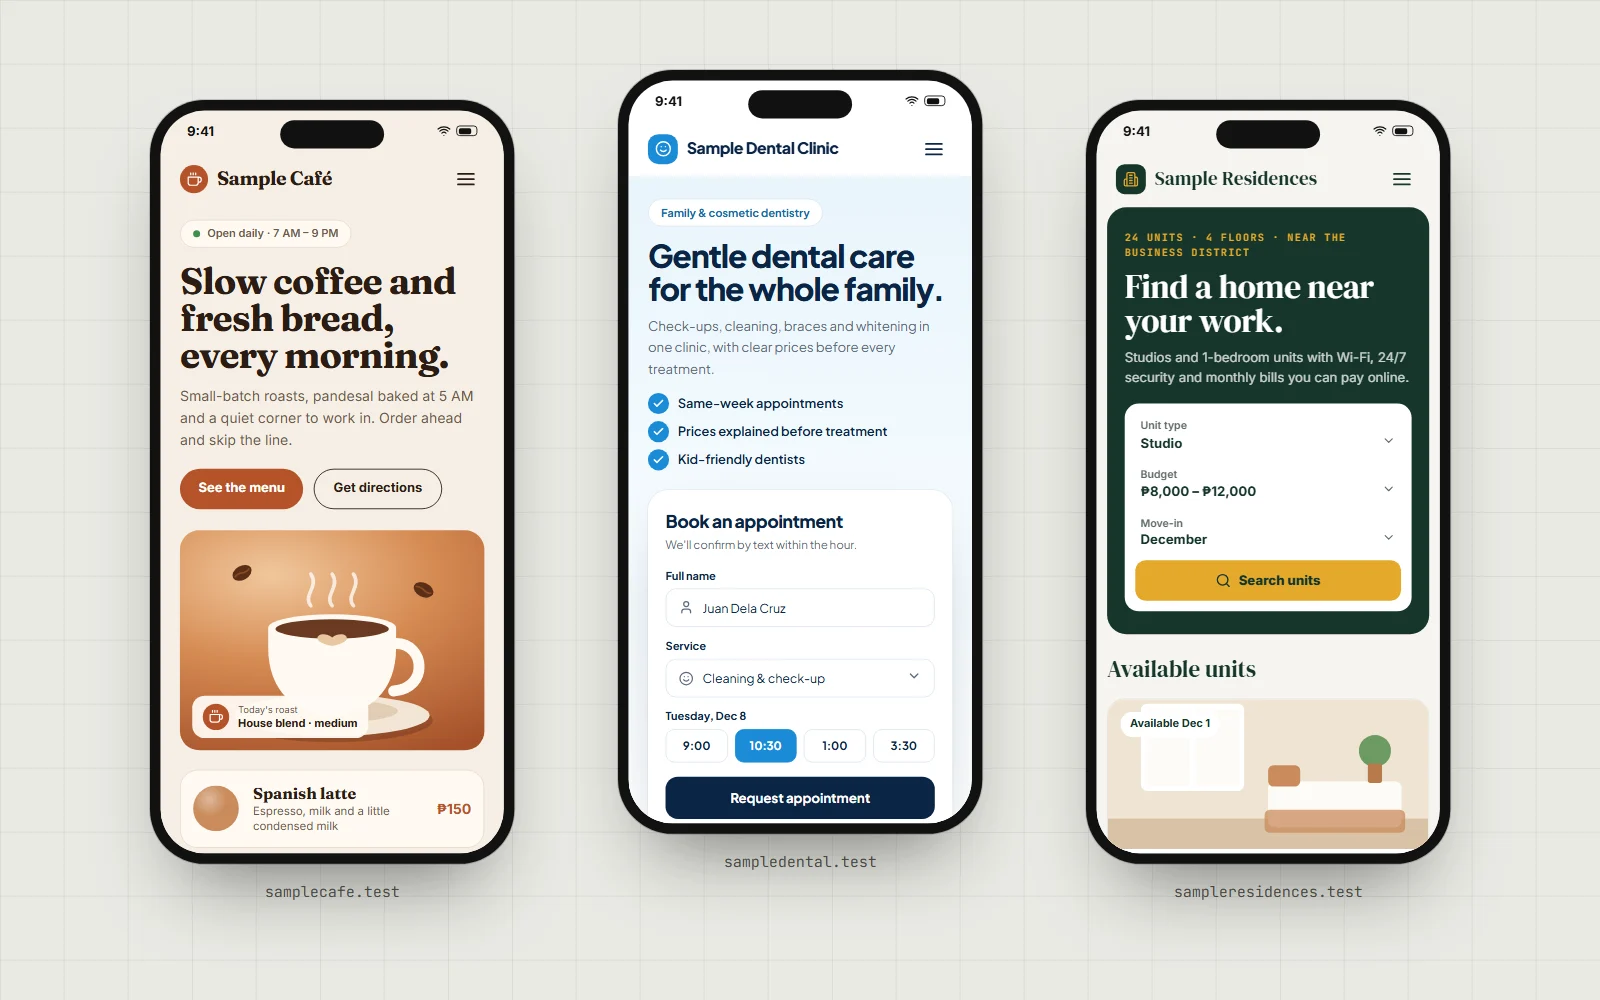 9:41
Sample Café
Open daily · 7 AM – 9 PM
Slow coffee and
fresh bread,
every morning.
Small-batch roasts, pandesal baked at 5 AM
and a quiet corner to work in. Order ahead
and skip the line.
See the menu
Get directions
Today's roast
House blend · medium
Spanish latte
Espresso, milk and a little
condensed milk
₱150
samplecafe.test
9:41
Sample Dental Clinic
Family & cosmetic dentistry
Gentle dental care
for the whole family.
Check-ups, cleaning, braces and whitening in
one clinic, with clear prices before every
treatment.
Same-week appointments
Prices explained before treatment
Kid-friendly dentists
Book an appointment
We'll confirm by text within the hour.
Full name
Juan Dela Cruz
Service
Cleaning & check-up
Tuesday, Dec 8
9:00 10:30 1:00 3:30
Request appointment
sampledental.test
9:41
Sample Residences
24 UNITS · 4 FLOORS · NEAR THE
BUSINESS DISTRICT
Find a home near
your work.
Studios and 1-bedroom units with Wi-Fi, 24/7
security and monthly bills you can pay online.
Unit type
Studio
Budget
₱8,000 – ₱12,000
Move-in
December
Search units
Available units
Available Dec 1
sampleresidences.test